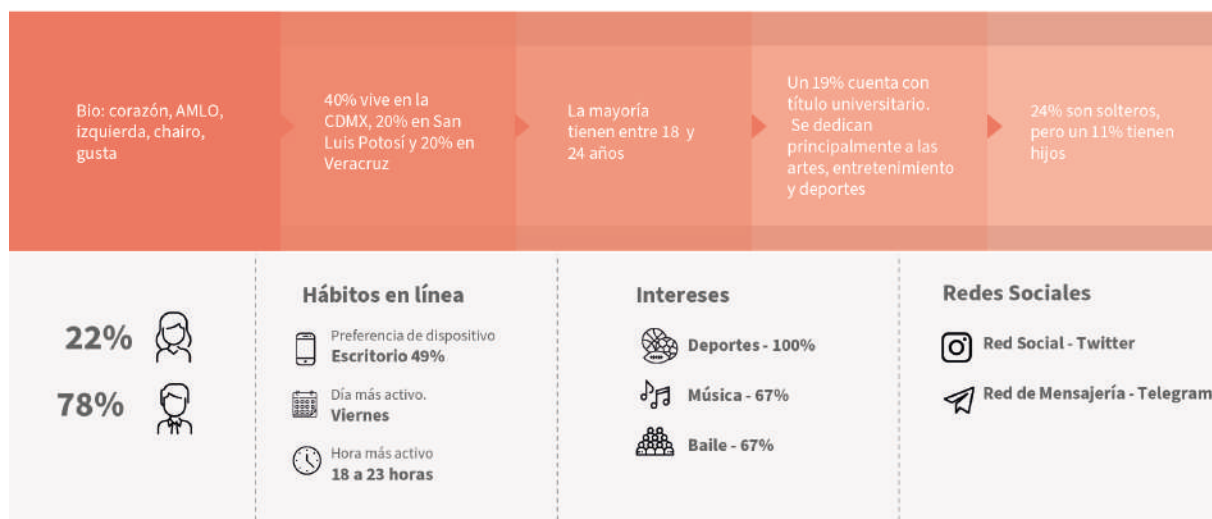 Bio: corazón, AMLO,
izquierda, chairo,
gusta
40% vive en la
CDMX, 20% en San
Luis Potosí y 20% en
Veracruz
La mayoría
tienen entre 18 y
24 años
Un 19% cuenta con
título universitario.
Se dedican
principalmente a las
artes, entretenimiento
y deportes
24% son solteros,
pero un 11% tienen
hijos
22%
78%
Hábitos en línea
Preferencia de dispositivo
Escritorio 49%
Día más activo.
Viernes
Hora más activo
18 a 23 horas
Intereses
Deportes - 100%
Música - 67%
Baile - 67%
Redes Sociales
Red Social - Twitter
Red de Mensajería - Telegram